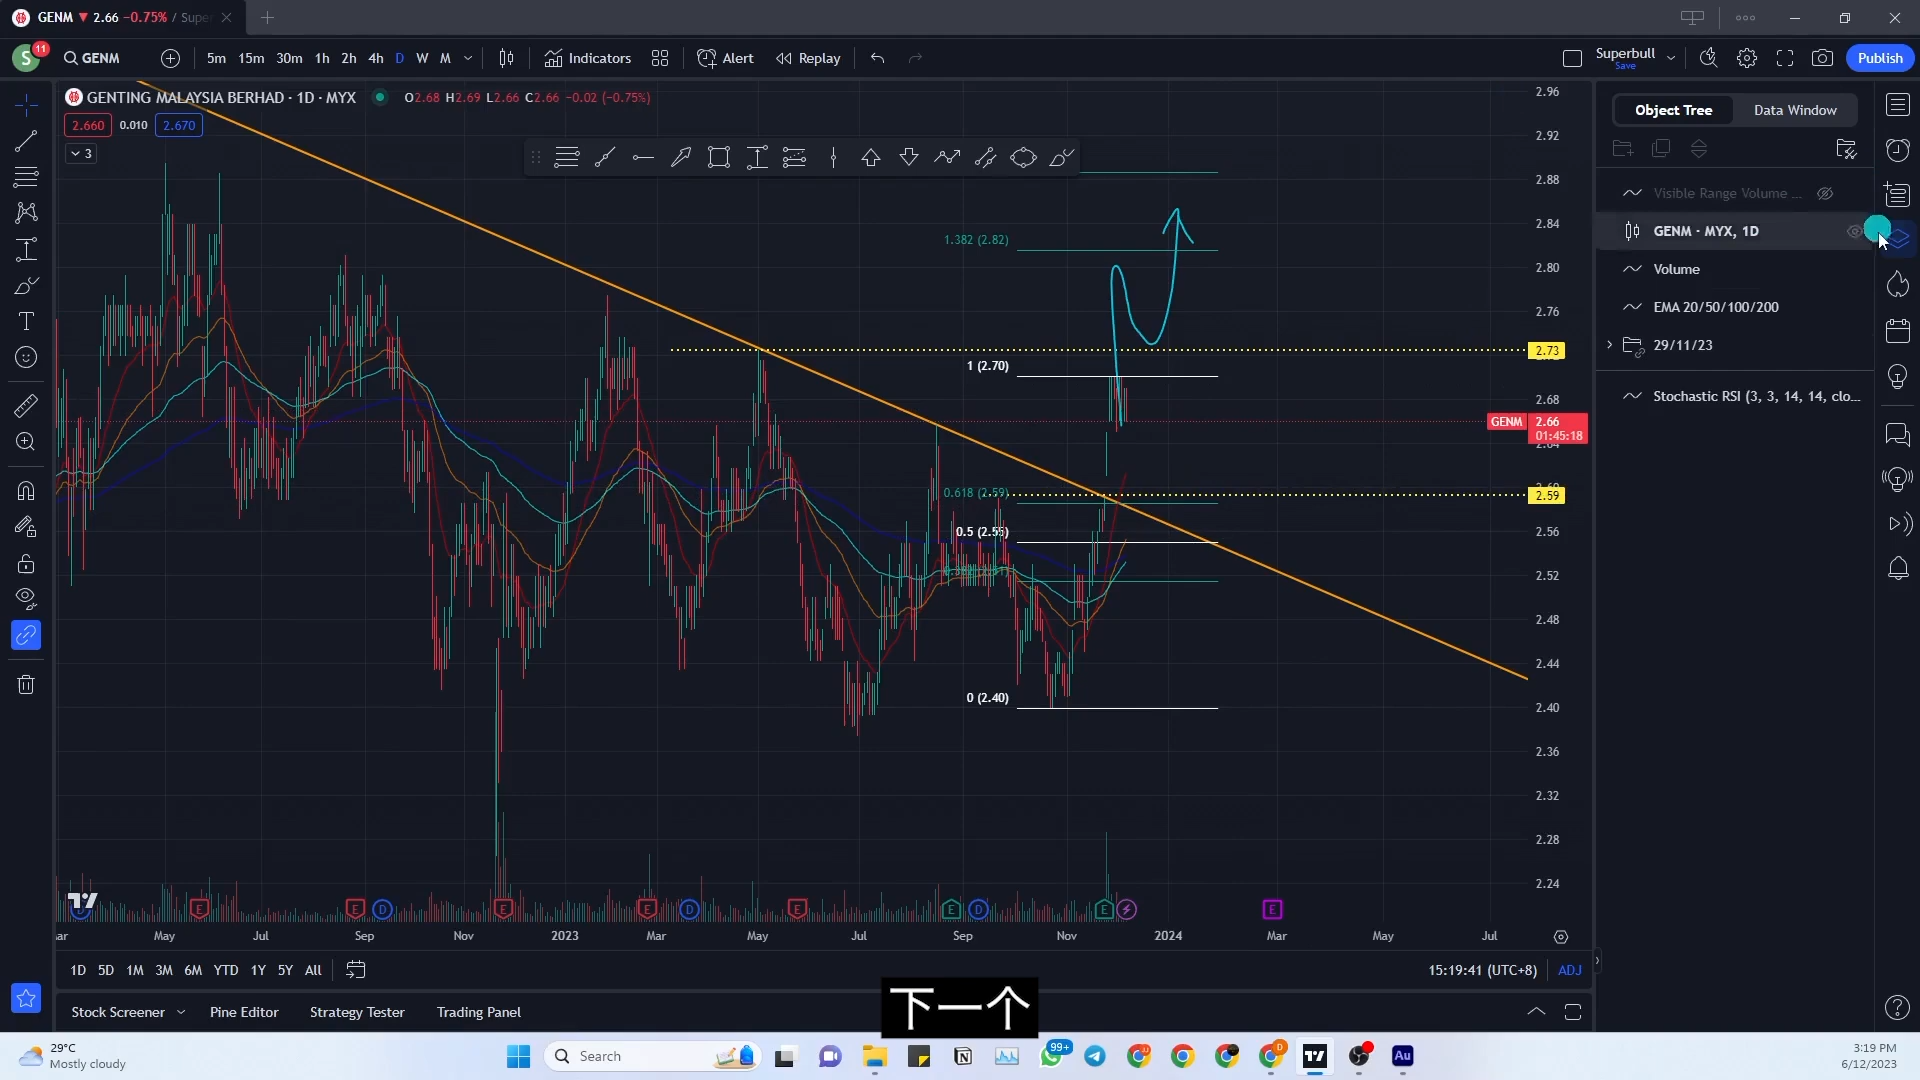 GENM ▼ 2.66 −0.75% / Super
S 11 GENM 5m 15m 30m 1h 2h 4h D W M Indicators Alert Replay Superbull Save Publish
GENTING MALAYSIA BERHAD · 1D · MYX O2.68 H2.69 L2.66 C2.66 −0.02 (−0.75%)
2.660 0.010 2.670
3
Object Tree Data Window
Visible Range Volume ...
GENM · MYX, 1D
Volume
EMA 20/50/100/200
29/11/23
Stochastic RSI (3, 3, 14, 14, clo...
1.382 (2.82)
1 (2.70)
0.618 (2.59)
0.5 (2.55)
0 (2.40)
2.96
2.92
2.88
2.84
2.80
2.76
2.73
2.68
GENM 2.66
01:45:18
2.64
2.59
2.56
2.52
2.48
2.44
2.40
2.36
2.32
2.28
2.24
D E E D E E D E E D E E
ar May Jul Sep Nov 2023 Mar May Jul Sep Nov 2024 Mar May Jul
1D 5D 1M 3M 6M YTD 1Y 5Y All 15:19:41 (UTC+8) ADJ
Stock Screener Pine Editor Strategy Tester Trading Panel
下一个
29°C
Mostly cloudy
Search
99+
D
Au
3:19 PM
6/12/2023